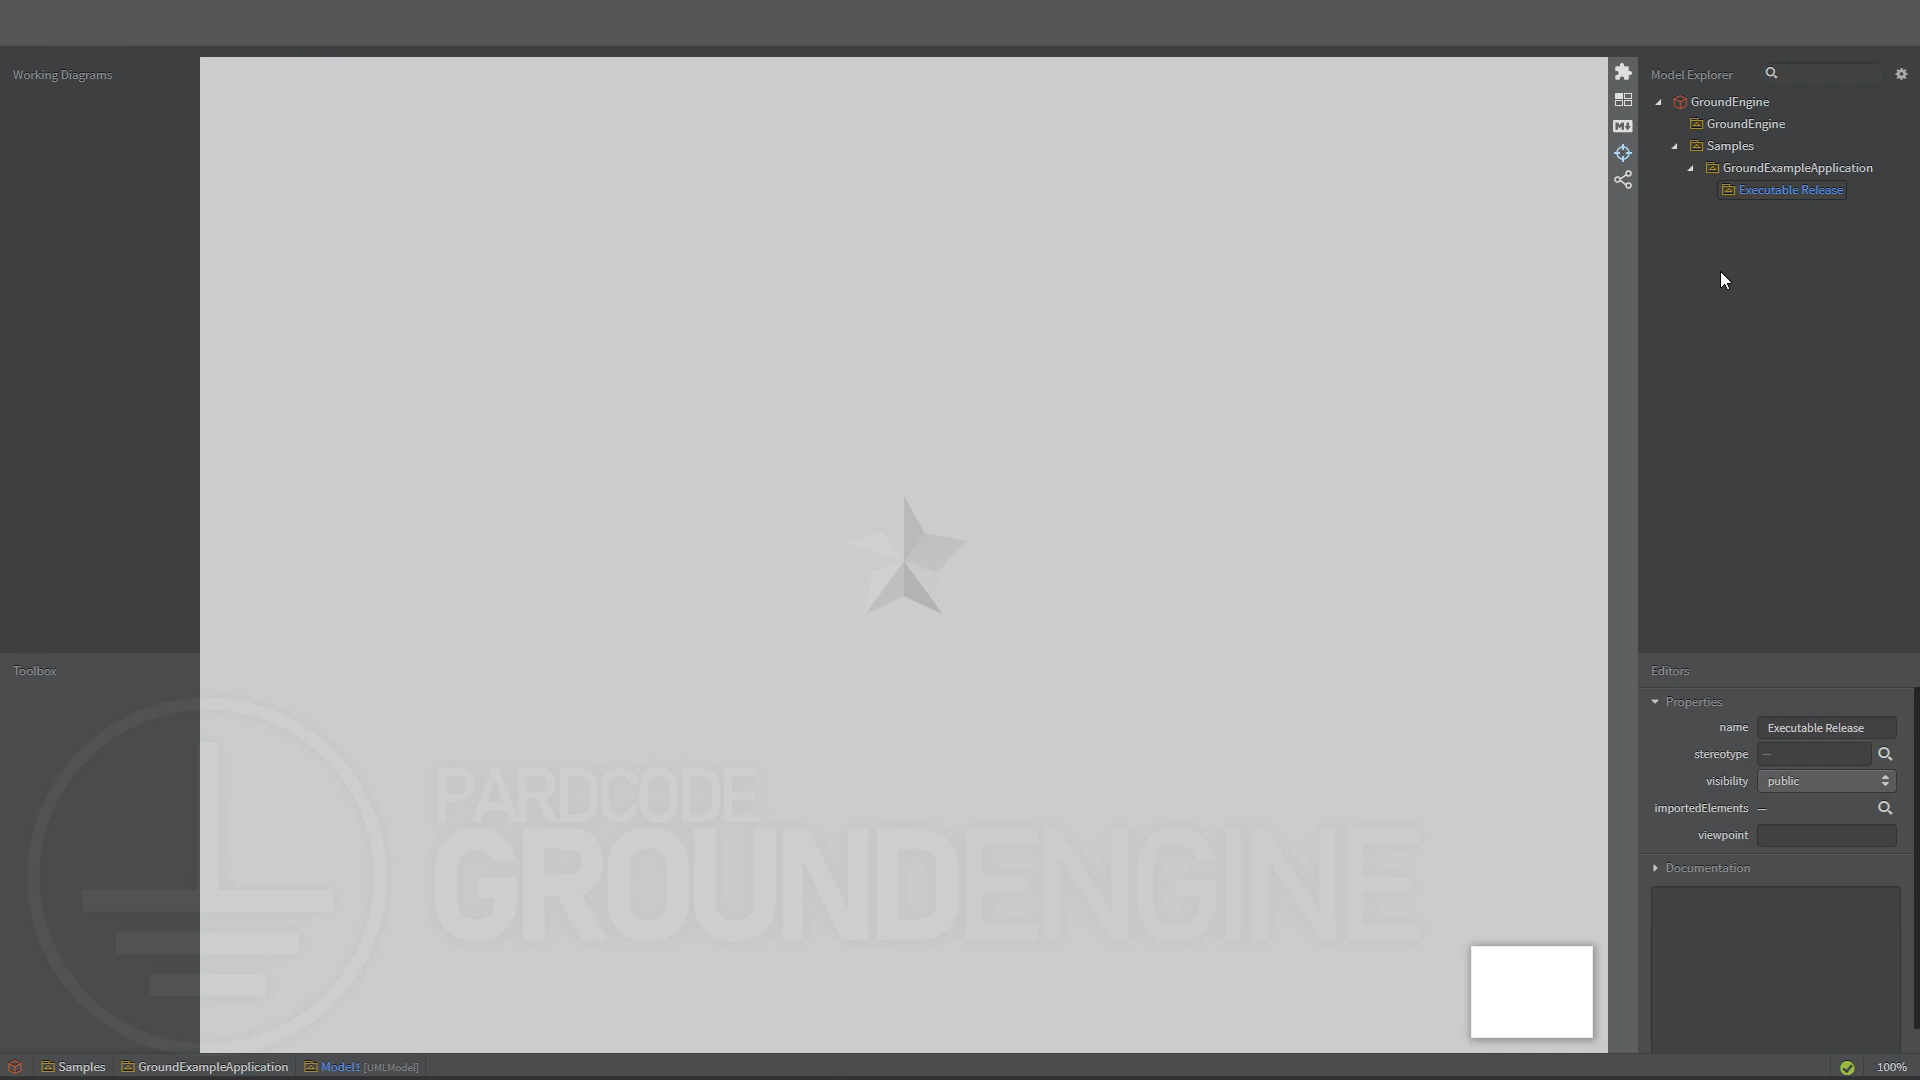 Working Diagrams
Toolbox
PARDCODE
GROUNDENGINE
M
Model Explorer
GroundEngine
GroundEngine
Samples
GroundExampleApplication
Executable Release
Editors
Properties
name Executable Release
stereotype —
visibility public
importedElements —
viewpoint
Documentation
Samples GroundExampleApplication Model1 [UMLModel] 100%